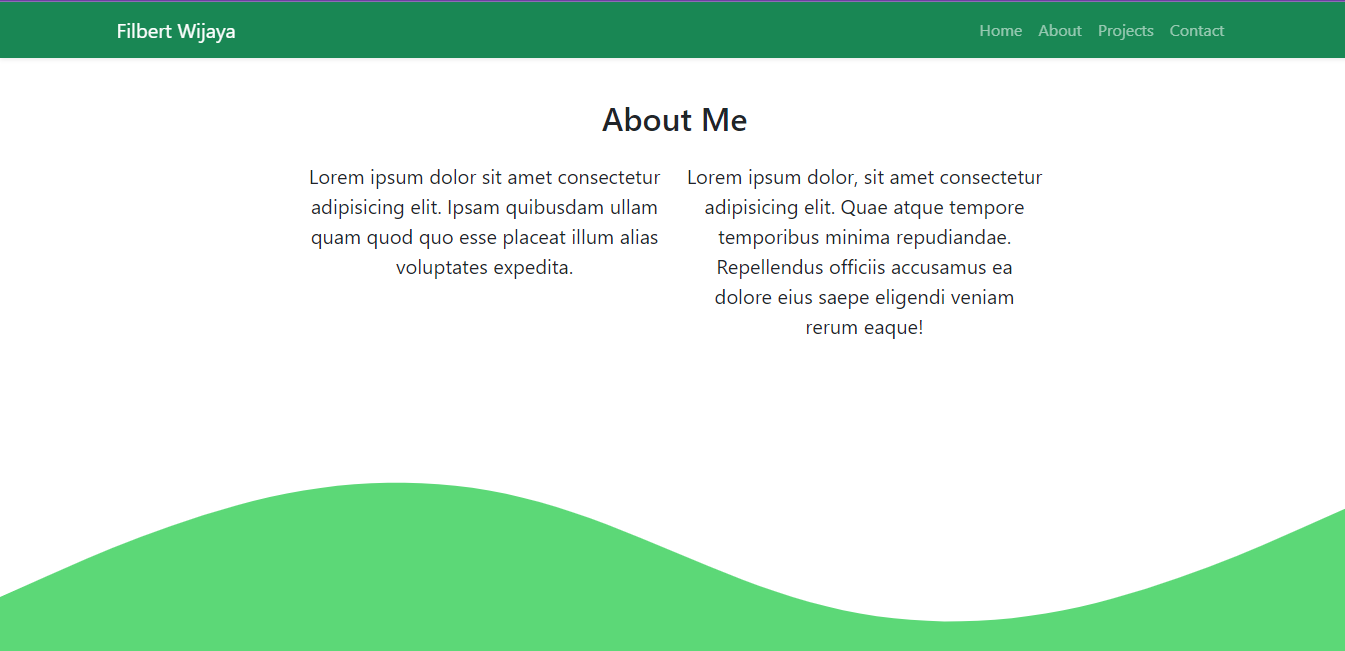 Filbert Wijaya
Home About Projects Contact
About Me
Lorem ipsum dolor sit amet consectetur
adipisicing elit. Ipsam quibusdam ullam
quam quod quo esse placeat illum alias
voluptates expedita.
Lorem ipsum dolor, sit amet consectetur
adipisicing elit. Quae atque tempore
temporibus minima repudiandae.
Repellendus officiis accusamus ea
dolore eius saepe eligendi veniam
rerum eaque!